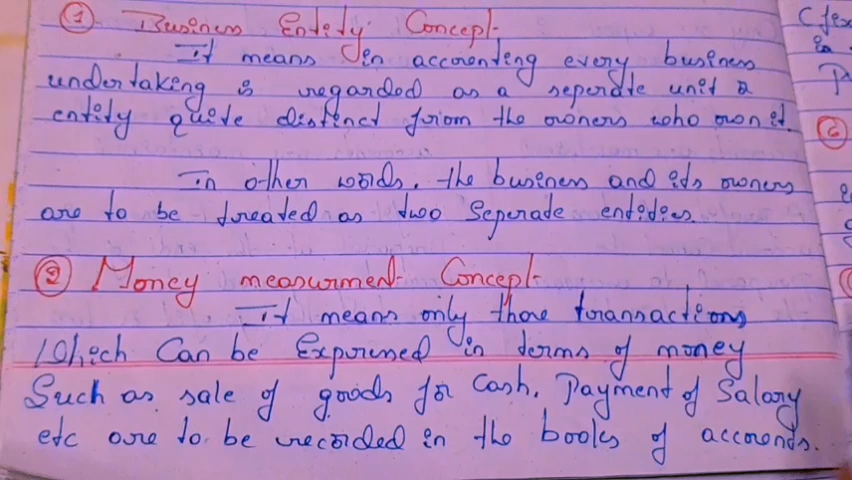 ① Business Entity Concept-
It means in accounting every business
undertaking is regarded as a seperate unit a
entity quite distinct from the owners who own it.
In other words, the business and its owners
are to be treated as two Seperate entities.
② Money measurment Concept-
It means only those transactions
Which Can be Expressed in terms of money
Such as sale of goods for Cash, Payment of Salary
etc are to be recorded in the books of accounts.